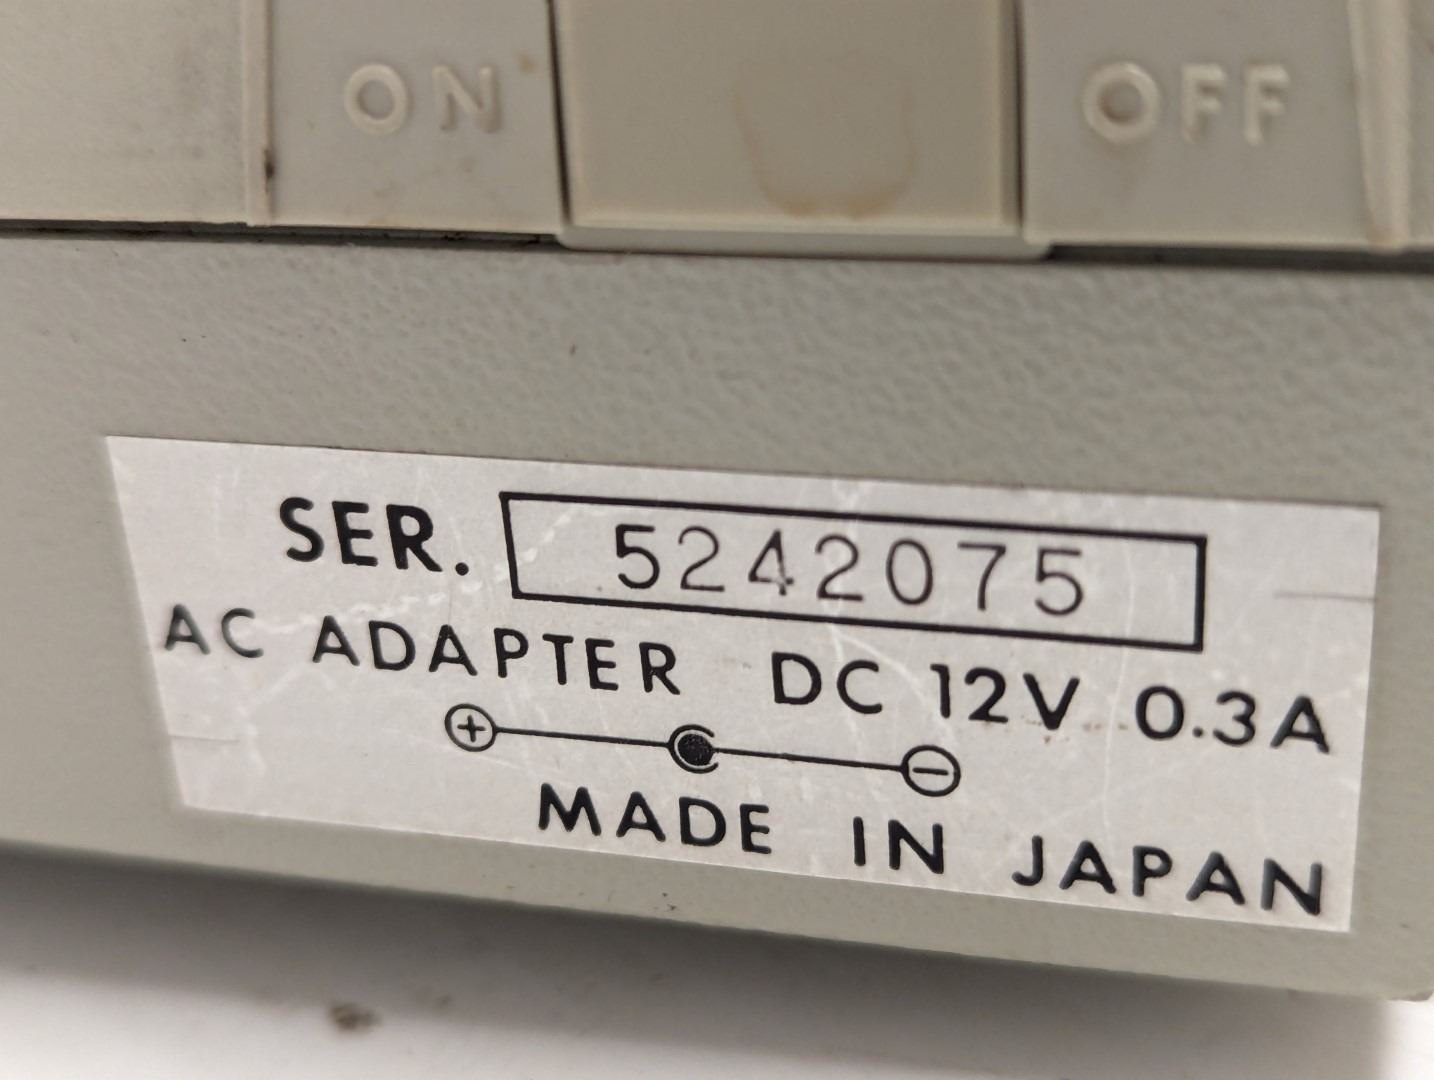 ON OFF
SER. 5242075
AC ADAPTER DC 12V 0.3A
+ −
MADE IN JAPAN